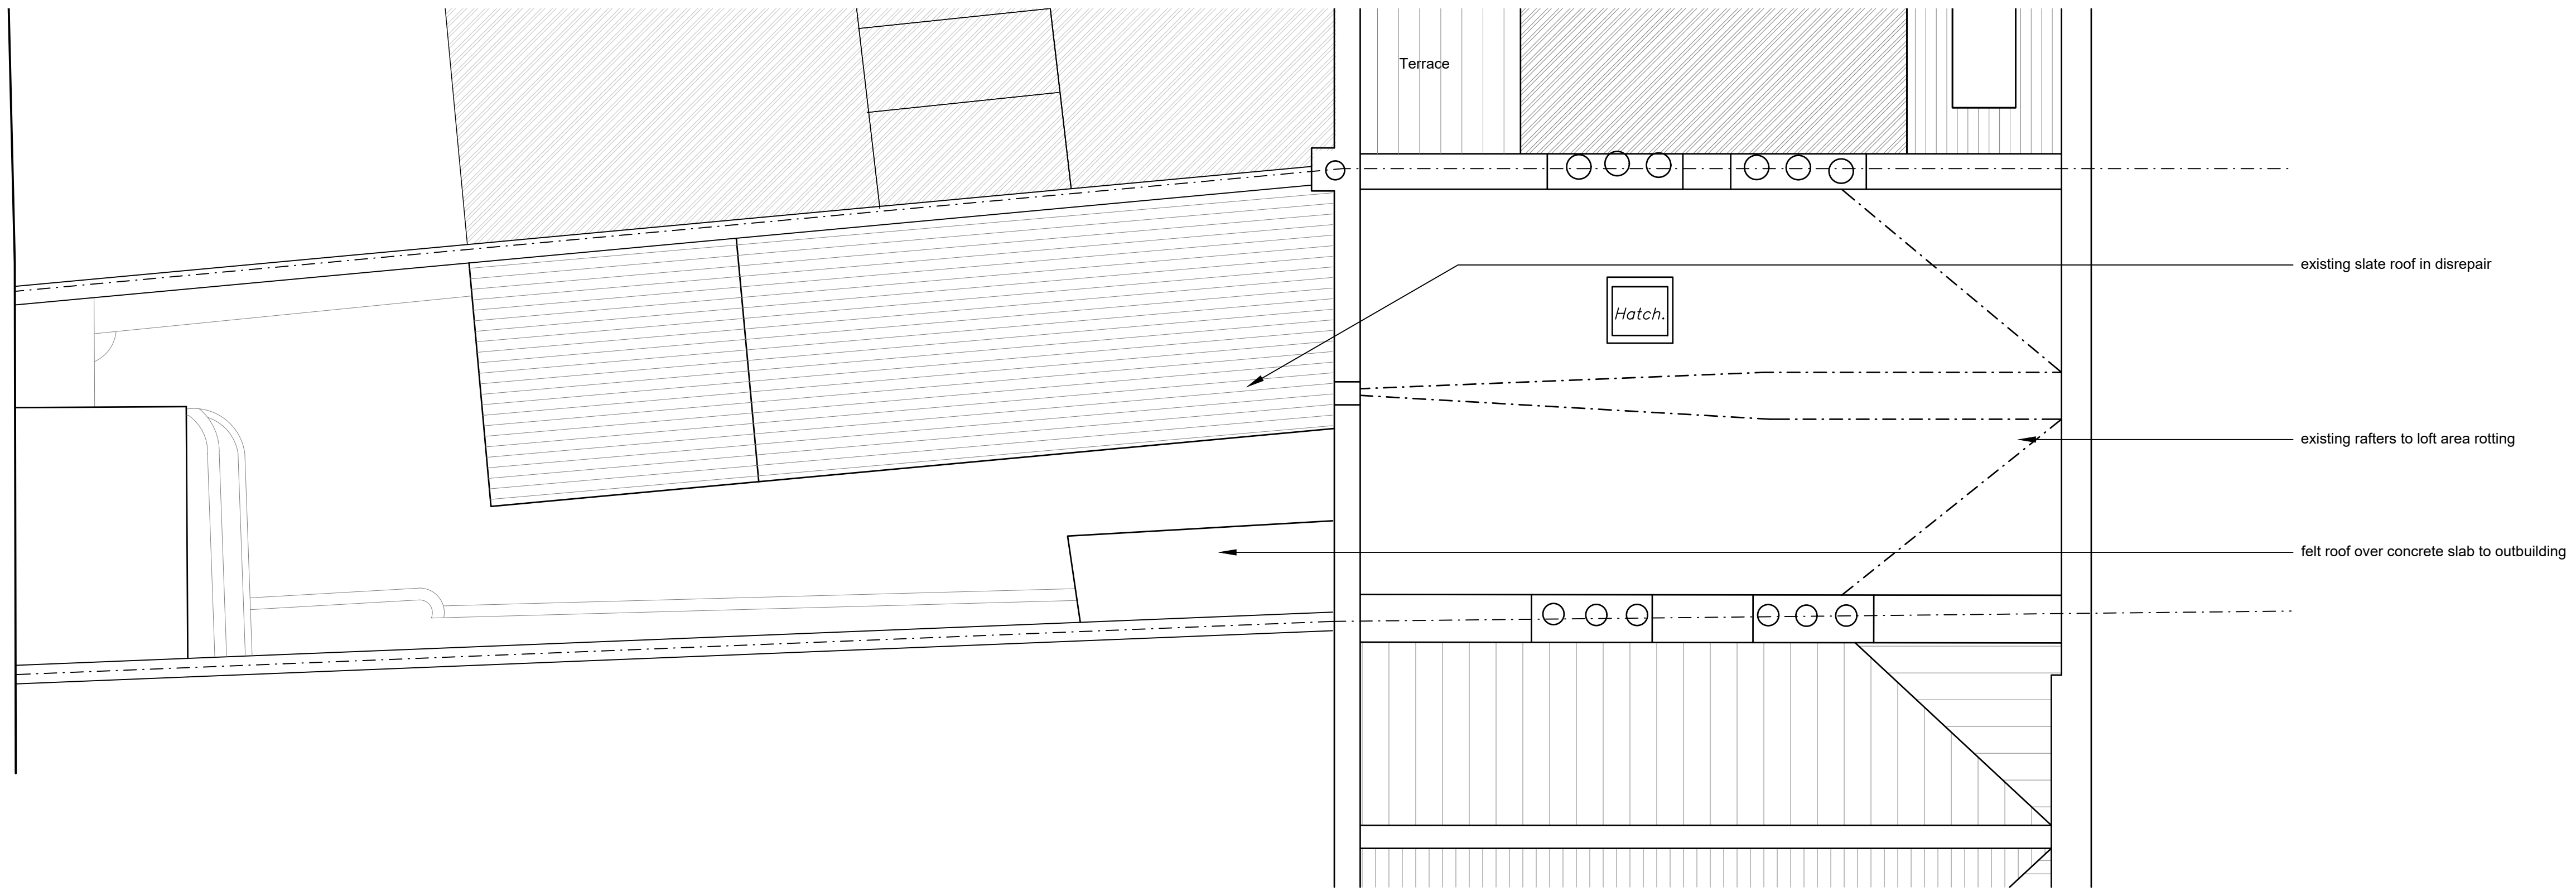 Terrace
existing slate roof in disrepair
Hatch.
existing rafters to loft area rotting
felt roof over concrete slab to outbuilding